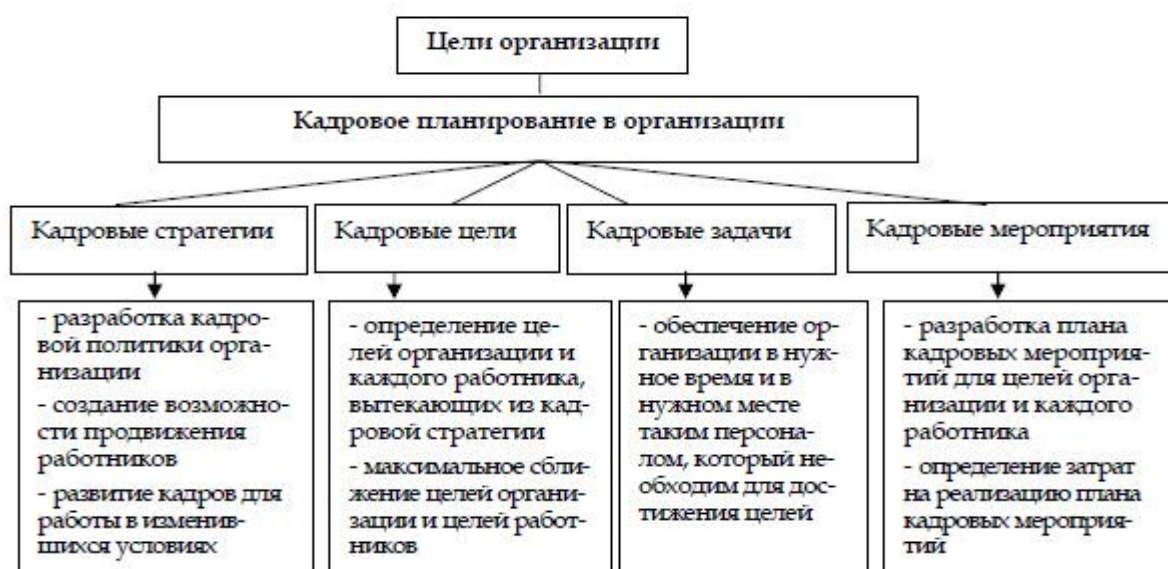 Цели организации
Кадровое планирование в организации
Кадровые стратегии
Кадровые цели
Кадровые задачи
Кадровые мероприятия
- разработка кадро-
вой политики орга-
низации
- создание возможно-
сти продвижения
работников
- развитие кадров для
работы в изменив-
шихся условиях
- определение це-
лей организации и
каждого работника,
вытекающих из кад-
ровой стратегии
- максимальное сбли-
жение целей органи-
зации и целей работ-
ников
- обеспечение ор-
ганизации в нуж-
ное время и в
нужном месте
таким персона-
лом, который не-
обходим для дос-
тижения целей
- разработка плана
кадровых мероприя-
тий для целей орга-
низации и каждого
работника
- определение затрат
на реализацию плана
кадровых мероприя-
тий